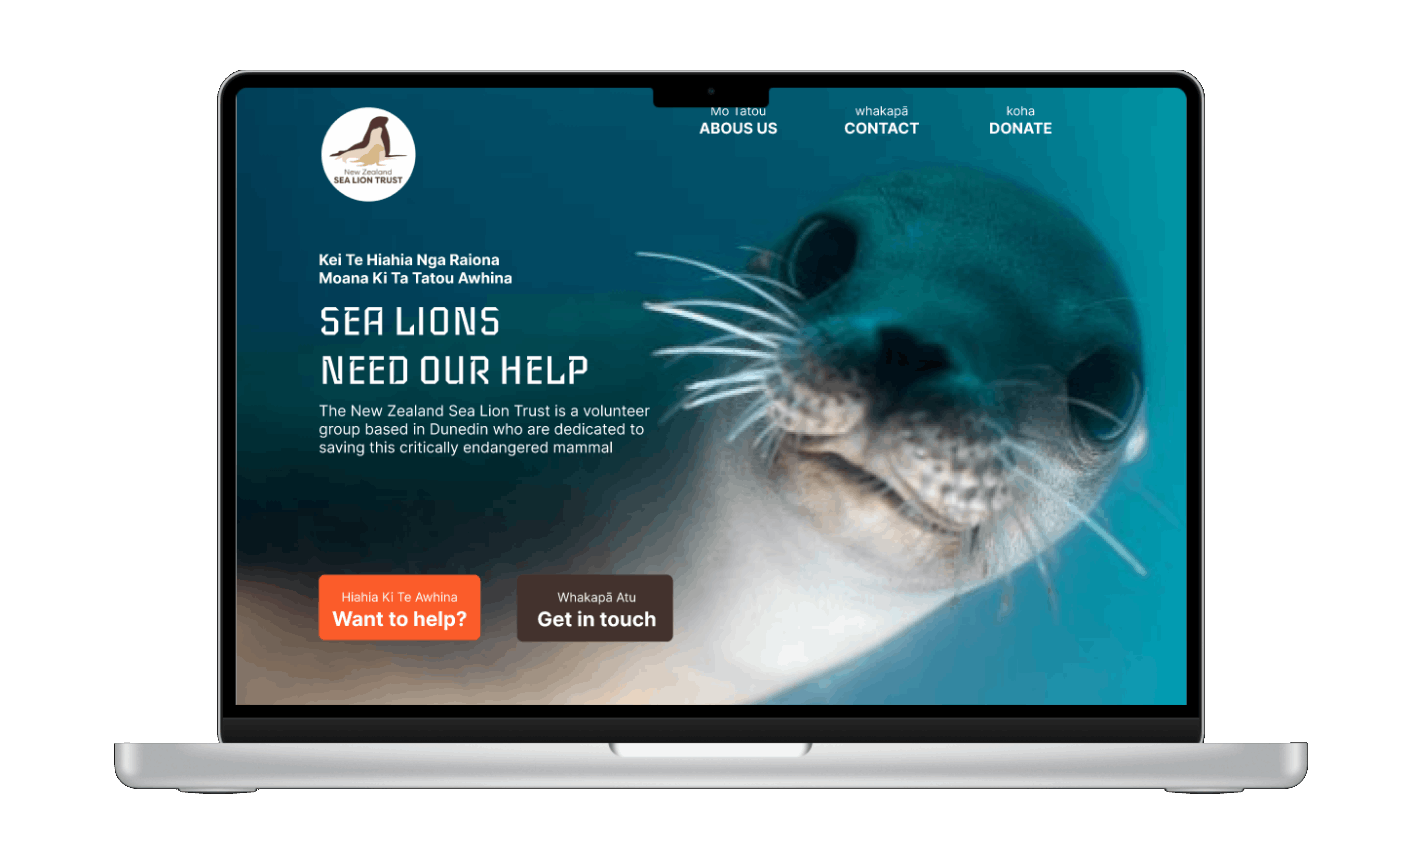 Mo Tatou
ABOUS US
whakapā
CONTACT
koha
DONATE
New Zealand
SEA LION TRUST
Kei Te Hiahia Nga Raiona
Moana Ki Ta Tatou Awhina
SEA LIONS
NEED OUR HELP
The New Zealand Sea Lion Trust is a volunteer
group based in Dunedin who are dedicated to
saving this critically endangered mammal
Hiahia Ki Te Awhina
Want to help?
Whakapā Atu
Get in touch